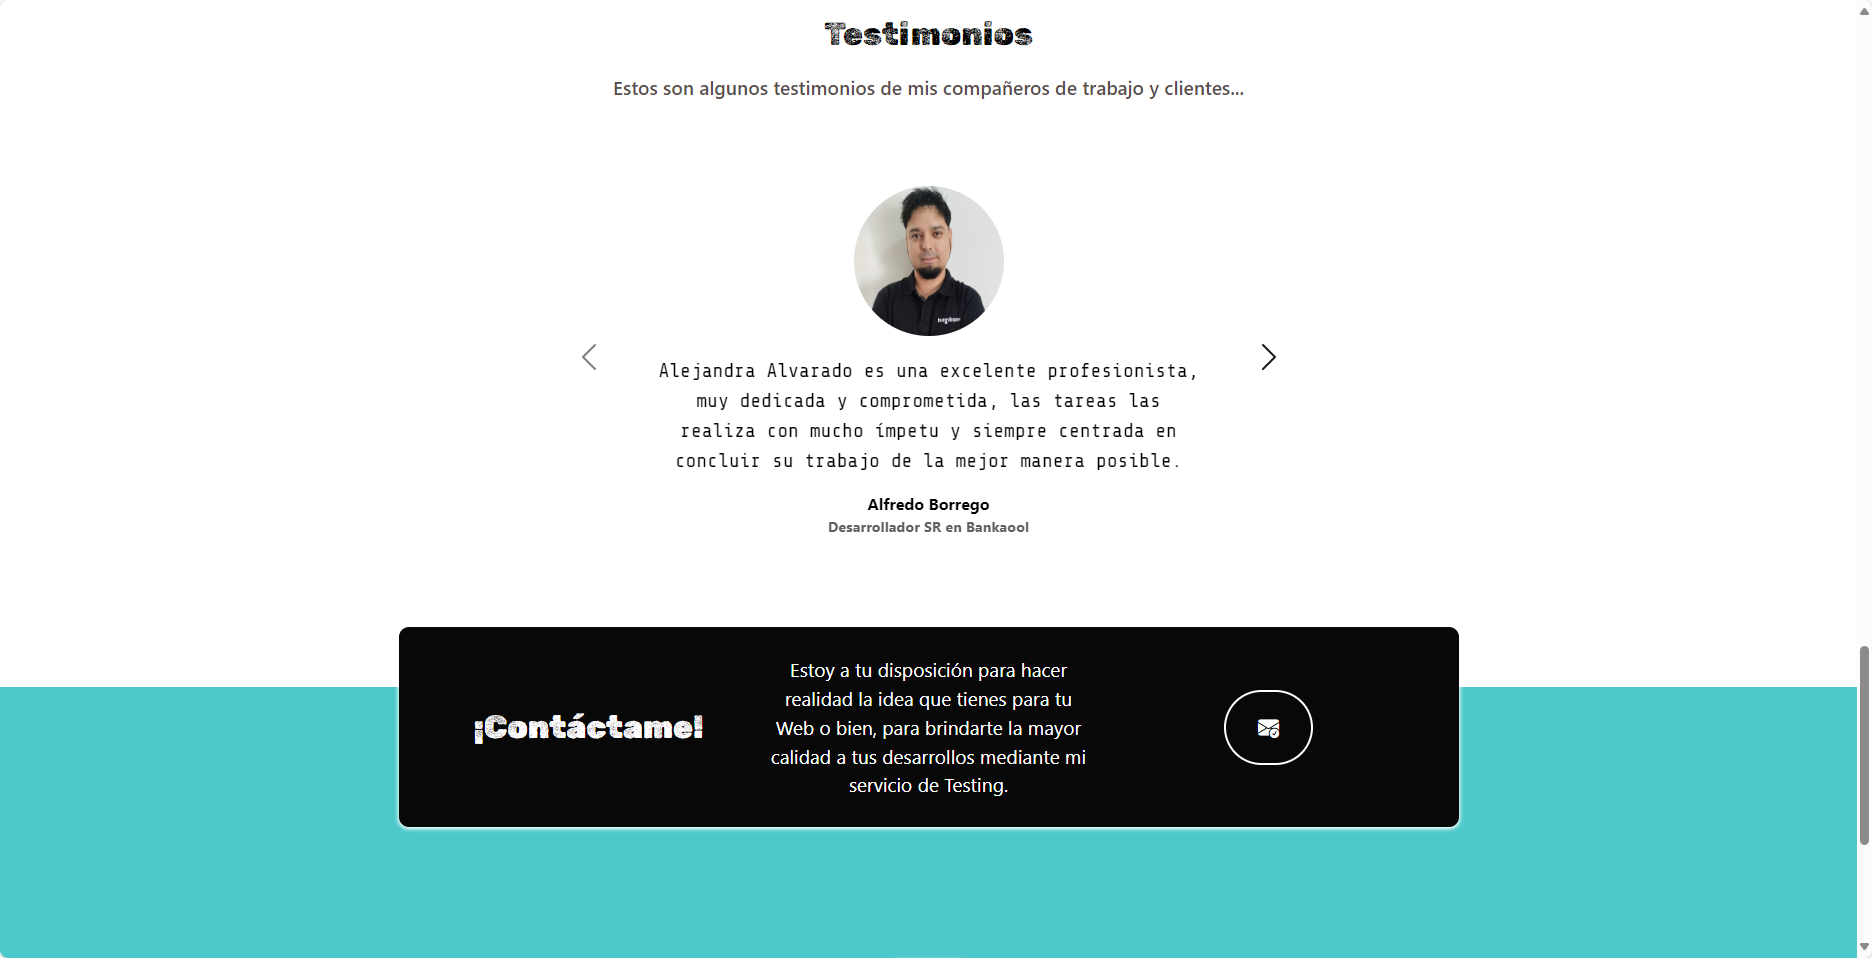 Testimonios
Estos son algunos testimonios de mis compañeros de trabajo y clientes...
bankaool
Alejandra Alvarado es una excelente profesionista,
muy dedicada y comprometida, las tareas las
realiza con mucho ímpetu y siempre centrada en
concluir su trabajo de la mejor manera posible.
Alfredo Borrego
Desarrollador SR en Bankaool
¡Contáctame!
Estoy a tu disposición para hacer
realidad la idea que tienes para tu
Web o bien, para brindarte la mayor
calidad a tus desarrollos mediante mi
servicio de Testing.